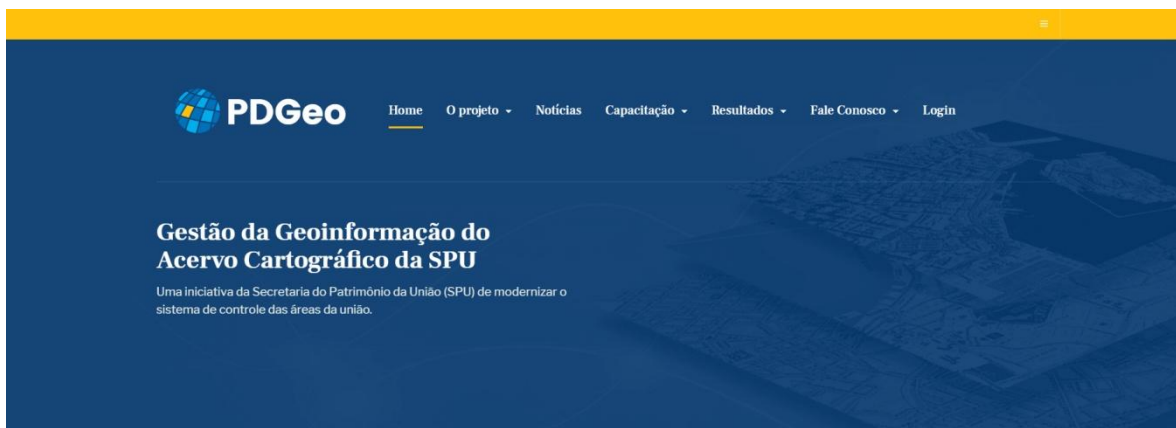 PDGeo
Home O projeto Notícias Capacitação Resultados Fale Conosco Login
Gestão da Geoinformação do
Acervo Cartográfico da SPU
Uma iniciativa da Secretaria do Patrimônio da União (SPU) de modernizar o
sistema de controle das áreas da união.